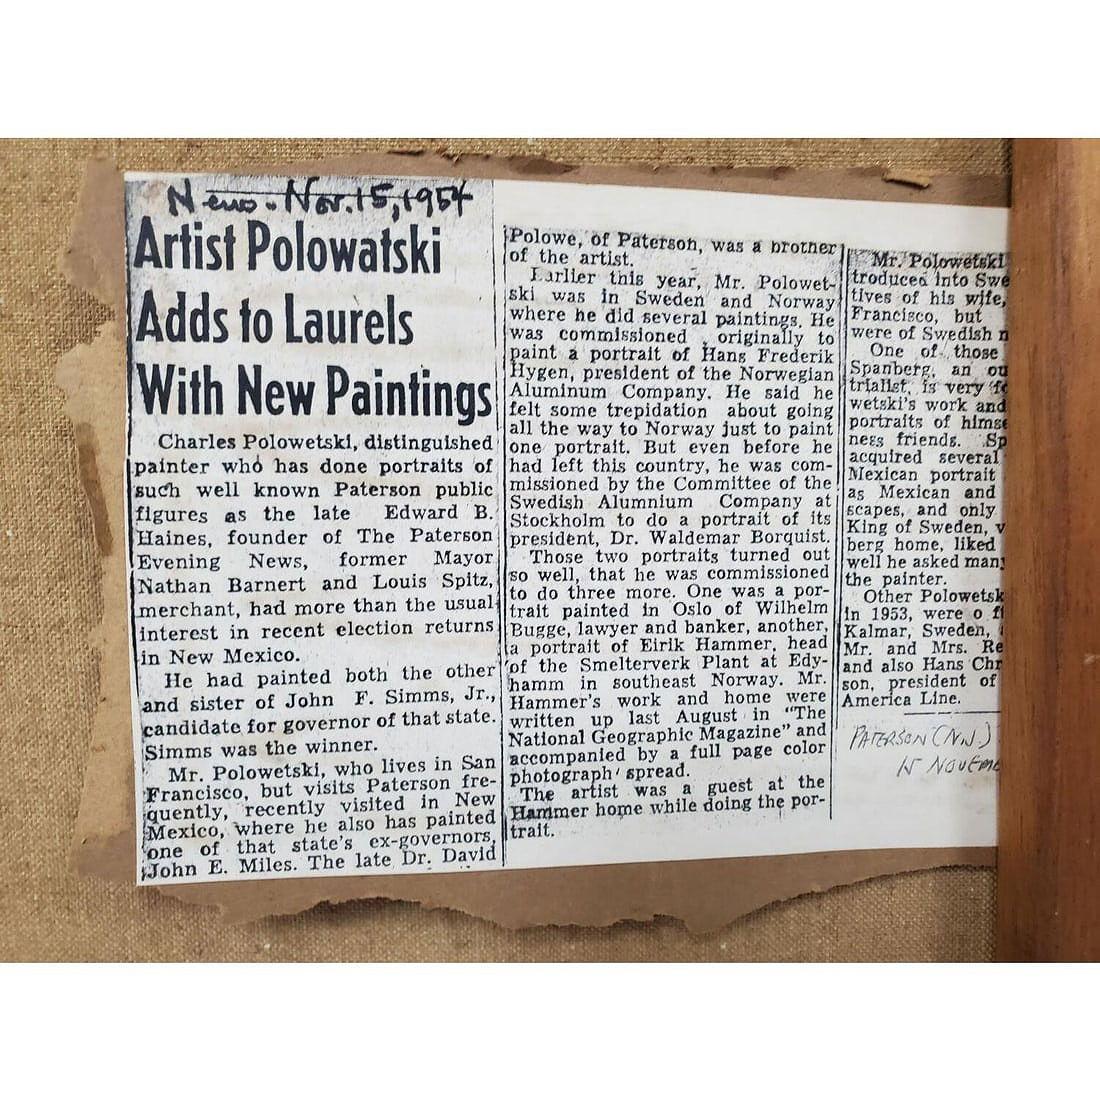 News. Nov. 15, 1954
Artist Polowatski
Adds to Laurels
With New Paintings
Charles Polowetski, distinguished
painter who has done portraits of
such well known Paterson public
figures as the late Edward B.
Haines, founder of The Paterson
Evening News, former Mayor
Nathan Barnert and Louis Spitz,
merchant, had more than the usual
interest in recent election returns
in New Mexico.
He had painted both the other
and sister of John F. Simms, Jr.,
candidate for governor of that state.
Simms was the winner.
Mr. Polowetski, who lives in San
Francisco, but visits Paterson fre-
quently, recently visited in New
Mexico, where he also has painted
one of that state's ex-governors,
John E. Miles. The late Dr. David
Polowe, of Paterson, was a brother
of the artist.
Earlier this year, Mr. Polowet-
ski was in Sweden and Norway
where he did several paintings. He
was commissioned originally to
paint a portrait of Hans Frederik
Hygen, president of the Norwegian
Aluminum Company. He said he
felt some trepidation about going
all the way to Norway just to paint
one portrait. But even before he
had left this country, he was com-
missioned by the Committee of the
Swedish Alumnium Company at
Stockholm to do a portrait of its
president, Dr. Waldemar Borquist.
Those two portraits turned out
so well, that he was commissioned
to do three more. One was a por-
trait painted in Oslo of Wilhelm
Bugge, lawyer and banker, another,
a portrait of Eirik Hammer, head
of the Smelterverk Plant at Edy-
hamm in southeast Norway. Mr.
Hammer's work and home were
written up last August in "The
National Geographic Magazine" and
accompanied by a full page color
photograph spread.
The artist was a guest at the
Hammer home while doing the por-
trait.
Mr. Polowetski
troduced into Swe
tives of his wife,
Francisco, but
were of Swedish n
One of those
Spanberg, an ou
trialist, is very fo
wetski's work and
portraits of himse
ness friends. Sp
acquired several
Mexican portrait
as Mexican and
scapes, and only
King of Sweden, v
berg home, liked
well he asked many
the painter.
Other Polowetsk
in 1953, were o f
Kalmar, Sweden,
Mr. and Mrs. Re
and also Hans Chr
son, president of
America Line.
PATERSON (N.J.)
15 NOVEMB